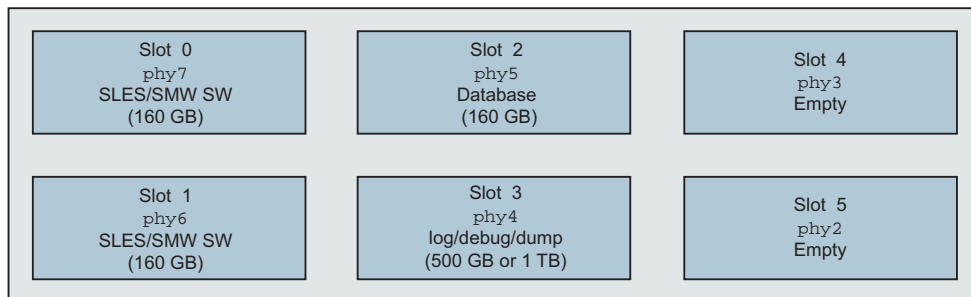 Slot 0
phy7
SLES/SMW SW
(160 GB)
Slot 2
phy5
Database
(160 GB)
Slot 4
phy3
Empty
Slot 1
phy6
SLES/SMW SW
(160 GB)
Slot 3
phy4
log/debug/dump
(500 GB or 1 TB)
Slot 5
phy2
Empty